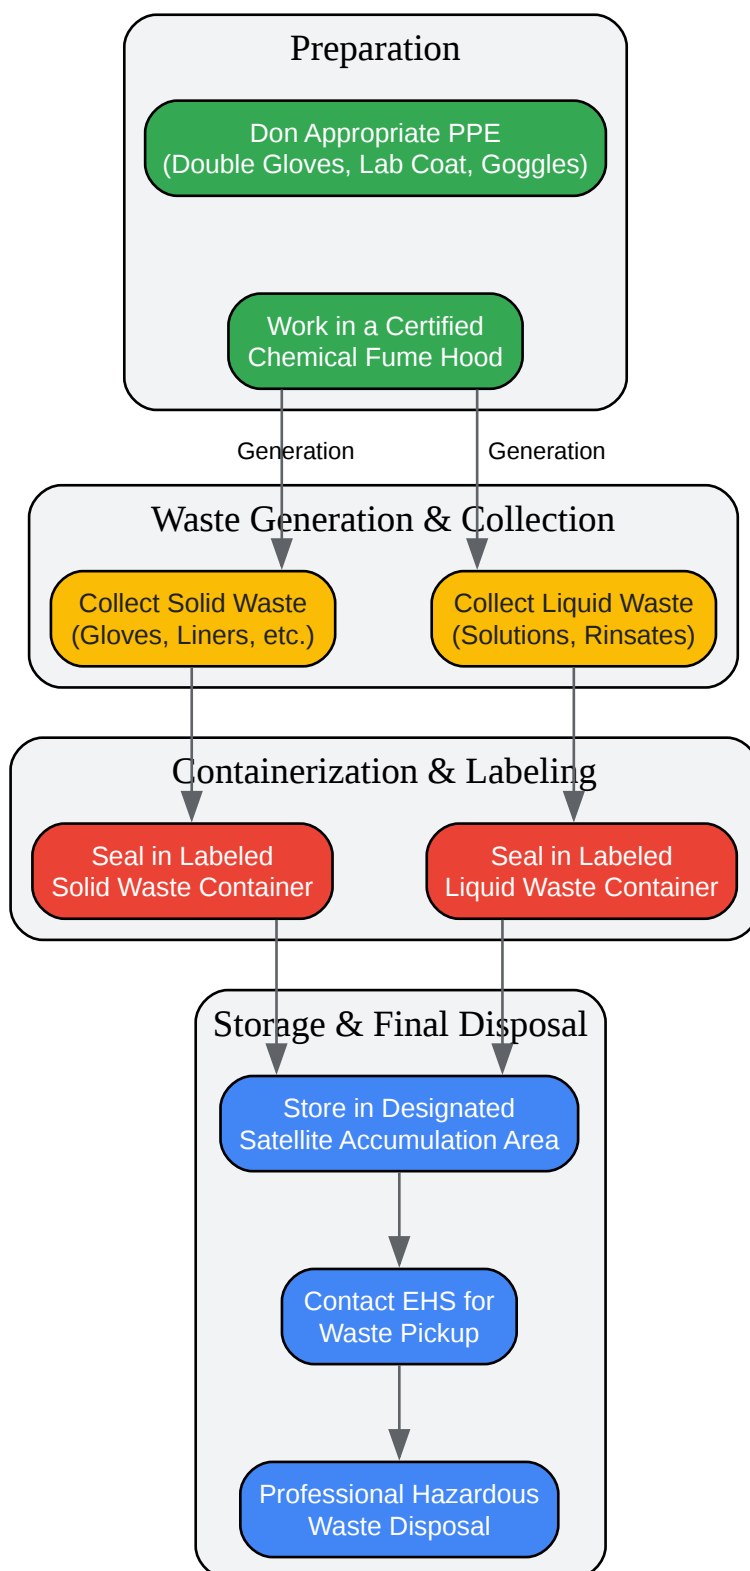 Preparation
Don Appropriate PPE
(Double Gloves, Lab Coat, Goggles)
Work in a Certified
Chemical Fume Hood
Generation
Generation
Waste Generation & Collection
Collect Solid Waste
(Gloves, Liners, etc.)
Collect Liquid Waste
(Solutions, Rinsates)
Containerization & Labeling
Seal in Labeled
Solid Waste Container
Seal in Labeled
Liquid Waste Container
Storage & Final Disposal
Store in Designated
Satellite Accumulation Area
Contact EHS for
Waste Pickup
Professional Hazardous
Waste Disposal